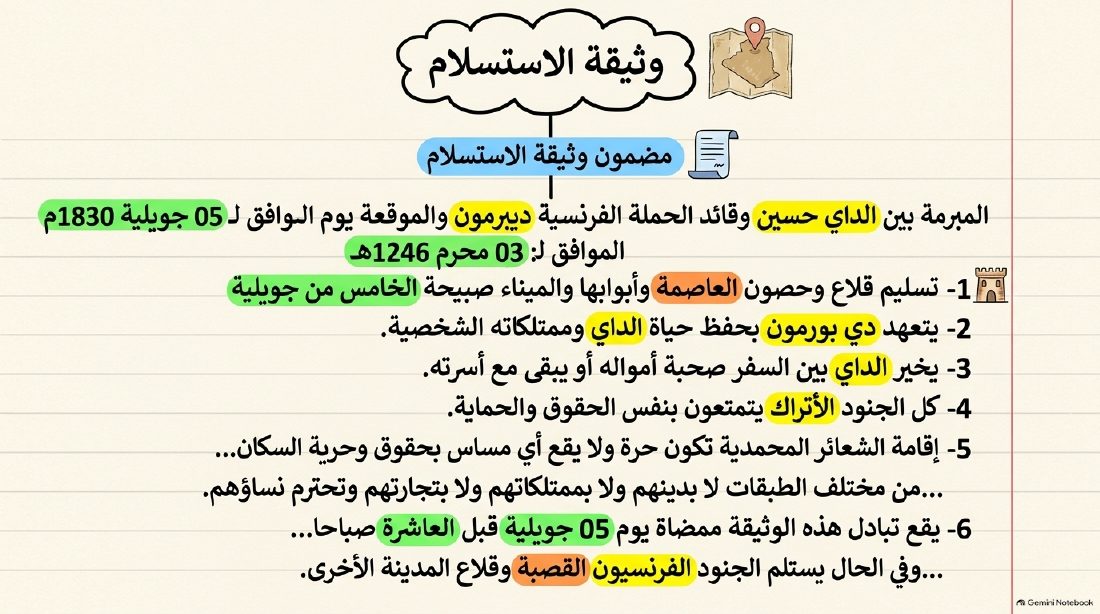 وثيقة الاستسلام
مضمون وثيقة الاستسلام
المبرمة بين الداي حسين وقائد الحملة الفرنسية ديبرمون والموقعة يوم الوافق لـ 05 جويلية 1830م
الموافق لـ: 03 محرم 1246هـ
1- تسليم قلاع وحصون العاصمة وأبوابها والميناء صبيحة الخامس من جويلية
2- يتعهد دي بورمون بحفظ حياة الداي وممتلكاته الشخصية.
3- يخير الداي بين السفر صحبة أمواله أو يبقى مع أسرته.
4- كل الجنود الأتراك يتمتعون بنفس الحقوق والحماية.
5- إقامة الشعائر المحمدية تكون حرة ولا يقع أي مساس بحقوق وحرية السكان...
...من مختلف الطبقات لا بدينهم ولا بممتلكاتهم ولا بتجارتهم وتحترم نساؤهم.
6- يقع تبادل هذه الوثيقة ممضاة يوم 05 جويلية قبل العاشرة صباحا...
...وفي الحال يستلم الجنود الفرنسيون القصبة وقلاع المدينة الأخرى.
Gemini Notebook